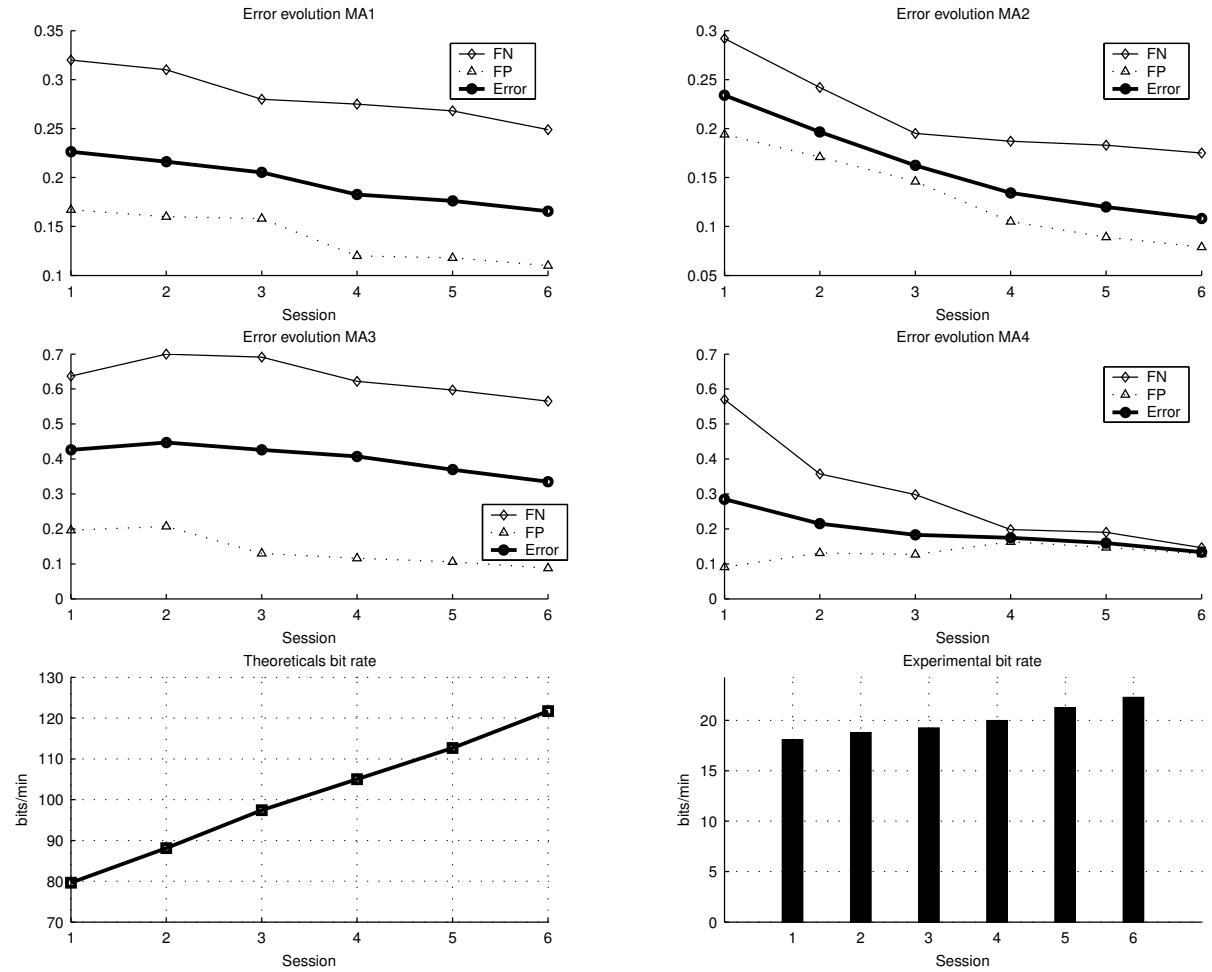 Error evolution MA1
0.35
0.3
0.25
0.2
0.15
0.1
1 2 3 4 5 6
Session
FN
FP
Error
Error evolution MA2
0.3
0.25
0.2
0.15
0.1
0.05
1 2 3 4 5 6
Session
FN
FP
Error
Error evolution MA3
0.7
0.6
0.5
0.4
0.3
0.2
0.1
0
1 2 3 4 5 6
Session
FN
FP
Error
Error evolution MA4
0.7
0.6
0.5
0.4
0.3
0.2
0.1
0
1 2 3 4 5 6
Session
FN
FP
Error
Theoreticals bit rate
130
120
110
100
90
80
70
bits/min
1 2 3 4 5 6
Session
Experimental bit rate
20
15
10
5
0
bits/min
1 2 3 4 5 6
Session